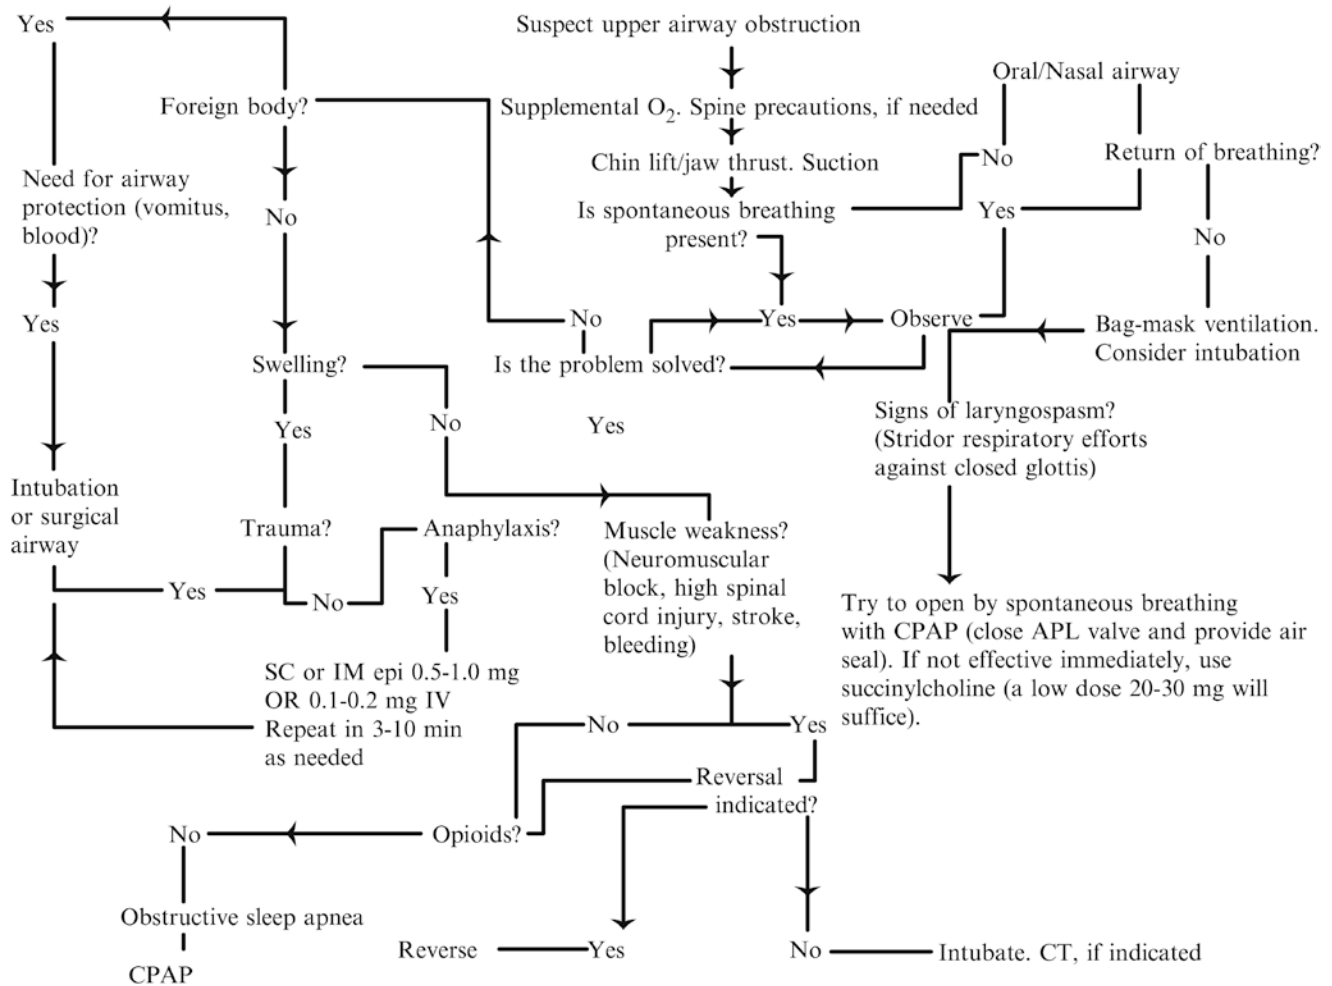 Yes
Suspect upper airway obstruction
Oral/Nasal airway
Foreign body?
Supplemental O2. Spine precautions, if needed
Chin lift/jaw thrust. Suction
No
Return of breathing?
Need for airway
protection (vomitus,
blood)?
No
Is spontaneous breathing
present?
Yes
No
Yes
No
Yes
Observe
Bag-mask ventilation.
Consider intubation
Swelling?
Is the problem solved?
Yes
No
Yes
Signs of laryngospasm?
(Stridor respiratory efforts
against closed glottis)
Intubation
or surgical
airway
Trauma?
Anaphylaxis?
Muscle weakness?
(Neuromuscular
block, high spinal
cord injury, stroke,
bleeding)
Yes
No
Yes
Try to open by spontaneous breathing
with CPAP (close APL valve and provide air
seal). If not effective immediately, use
succinylcholine (a low dose 20-30 mg will
suffice).
SC or IM epi 0.5-1.0 mg
OR 0.1-0.2 mg IV
Repeat in 3-10 min
as needed
No
Yes
Reversal
indicated?
No
Opioids?
Obstructive sleep apnea
CPAP
Reverse
Yes
No
Intubate. CT, if indicated